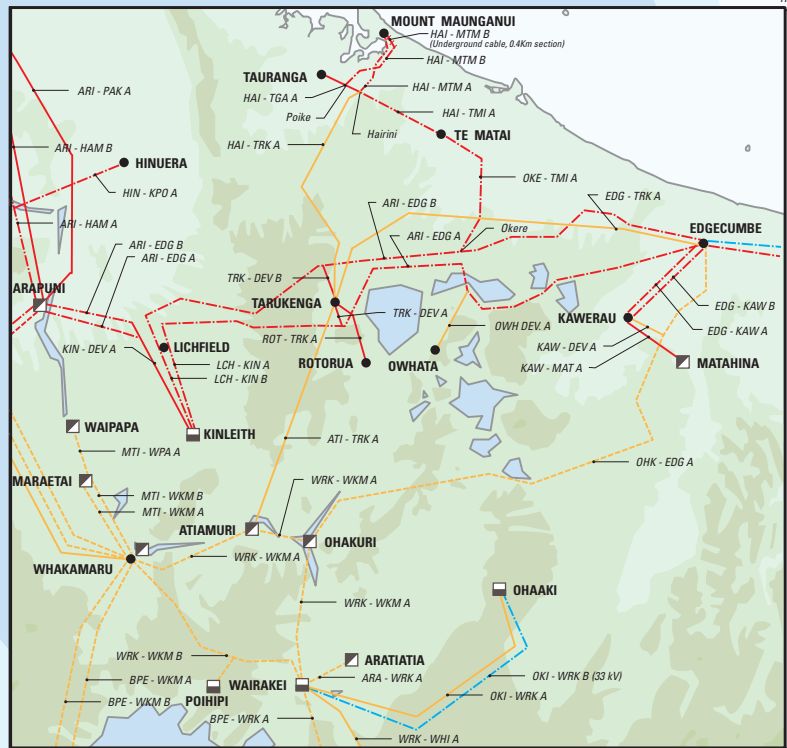 MOUNT MAUNGANUI
HAI - MTM B
(Underground cable, 0.4Km section)
HAI - MTM B
TAURANGA
ARI - PAK A
HAI - TGA A
HAI - MTM A
Poike
HAI - TMI A
Hairini
TE MATAI
HAI - TRK A
ARI - HAM B
HINUERA
HIN - KPO A
OKE - TMI A
EDG - TRK A
ARI - EDG B
ARI - HAM A
Okere
EDGECUMBE
ARI - EDG B
ARI - EDG A
ARI - EDG A
ARAPUNI
TRK - DEV B
TARUKENGA
TRK - DEV A
EDG - KAW B
KAWERAU
EDG - KAW A
OWH DEV. A
ROT - TRK A
KIN - DEV A
LICHFIELD
KAW - DEV A
ROTORUA
OWHATA
LCH - KIN A
LCH - KIN B
KAW - MAT A
MATAHINA
WAIPAPA
KINLEITH
ATI - TRK A
MTI - WPA A
OHK - EDG A
MARAETAI
WRK - WKM A
MTI - WKM B
MTI - WKM A
ATIAMURI
OHAKURI
WHAKAMARU
WRK - WKM A
OHAAKI
WRK - WKM A
WRK - WKM B
ARATIATIA
BPE - WKM A
WAIRAKEI
ARA - WRK A
OKI - WRK B (33 kV)
BPE - WKM B
POIHIPI
OKI - WRK A
BPE - WRK A
WRK - WHI A